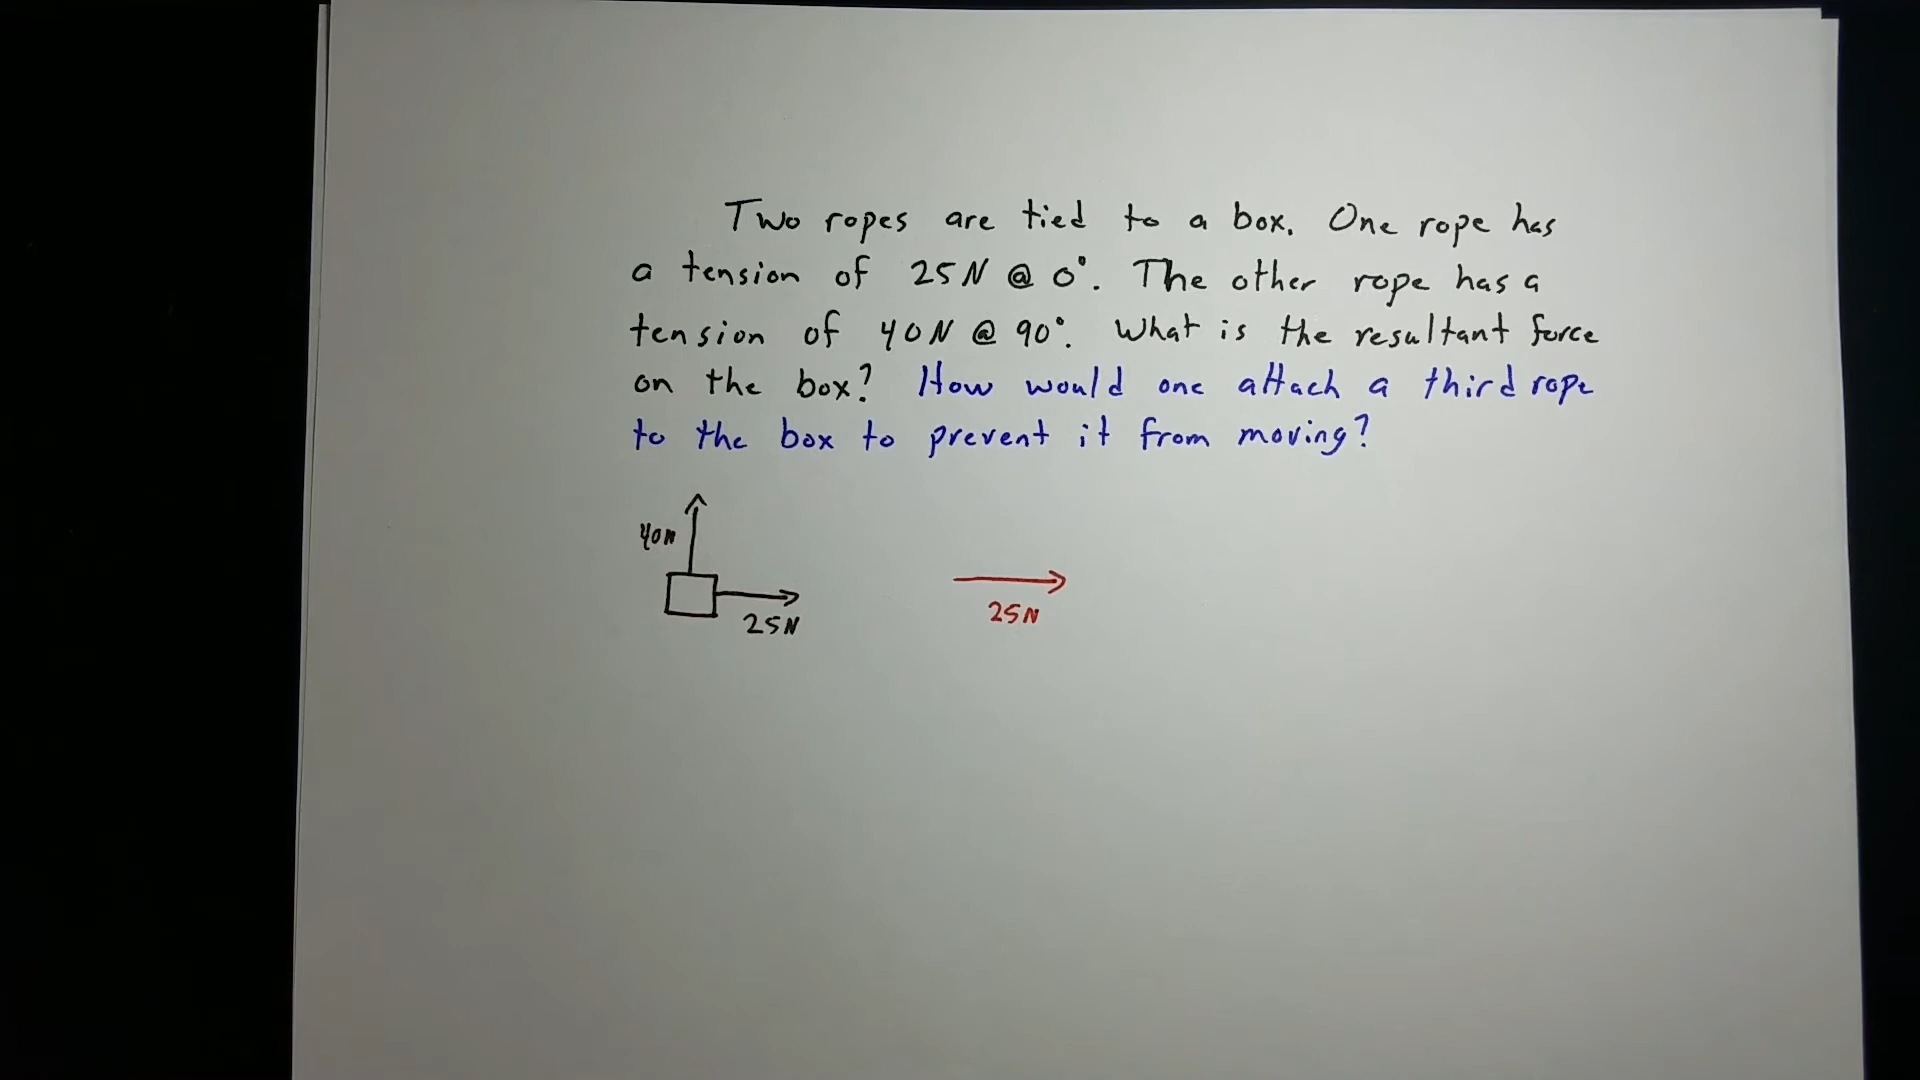 Two ropes are tied to a box. One rope has
a tension of 25N @ 0°. The other rope has a
tension of 40N @ 90°. What is the resultant force
on the box? How would one attach a third rope
to the box to prevent it from moving?
40N
25N
25N